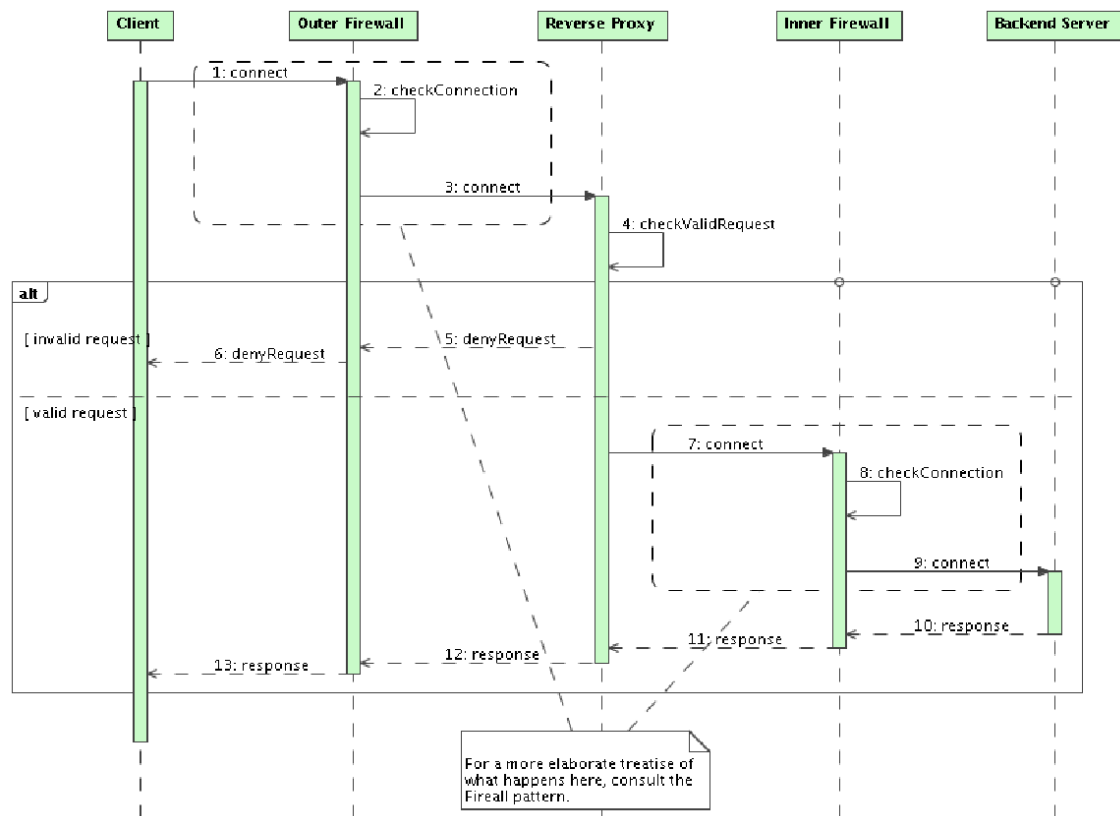 Client
Outer Firewall
Reverse Proxy
Inner Firewall
Backend Server
1: connect
2: checkConnection
3: connect
4: checkValidRequest
alt
[ invalid request ]
5: denyRequest
6: denyRequest
[ valid request ]
7: connect
8: checkConnection
9: connect
10: response
11: response
12: response
13: response
For a more elaborate treatise of
what happens here, consult the
Fireall pattern.